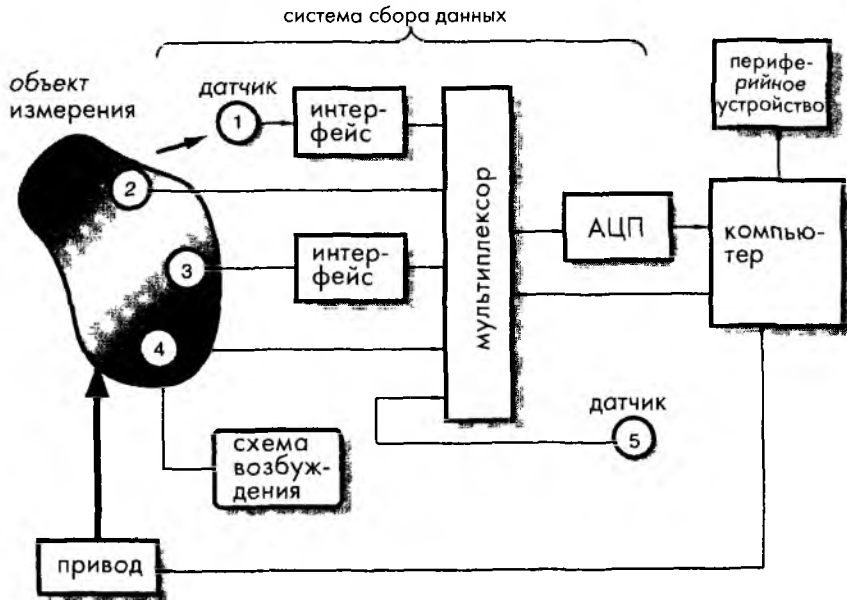 система сбора данных
объект
измерения
датчик
1
интер-
фейс
перифе-
рийное
устройство
2
мультиплексор
АЦП
компью-
тер
3
интер-
фейс
4
датчик
5
схема
возбуж-
дения
привод